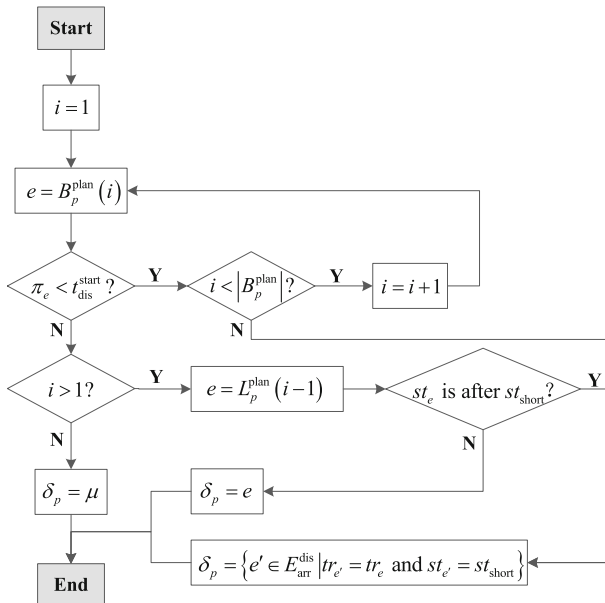 Start
i = 1
e = B_p^plan (i)
π_e < t_dis^start ?
Y
i < |B_p^plan| ?
Y
i = i + 1
N
N
i > 1?
Y
e = L_p^plan (i − 1)
st_e is after st_short ?
Y
N
N
δ_p = μ
δ_p = e
δ_p = {e′ ∈ E_arr^dis | tr_e′ = tr_e and st_e′ = st_short}
End